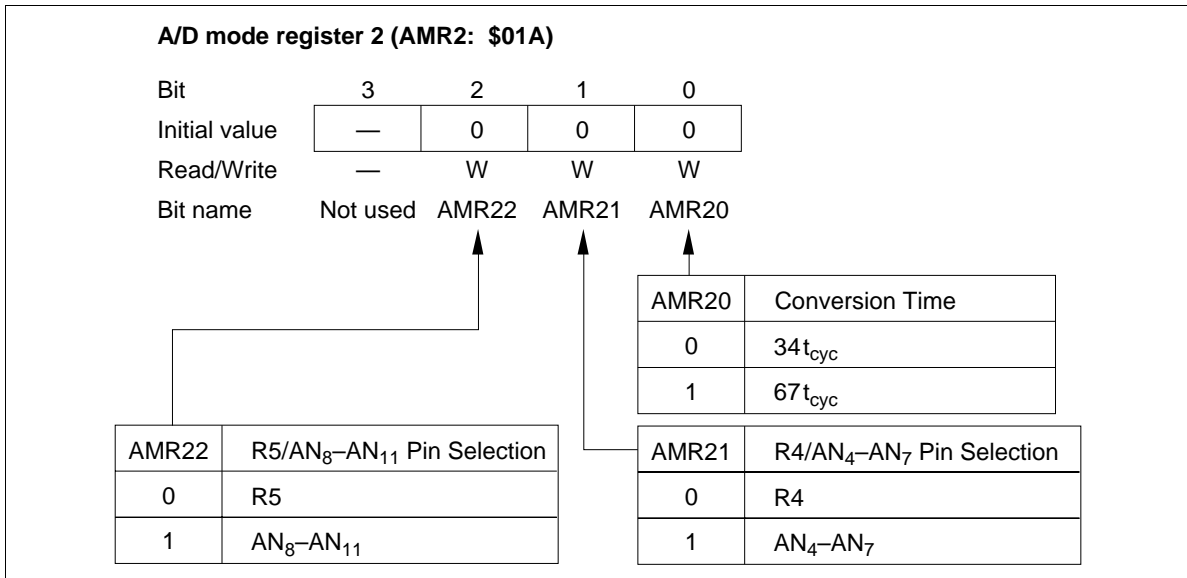 A/D mode register 2 (AMR2: $01A)
Bit 3 2 1 0
Initial value — 0 0 0
Read/Write — W W W
Bit name Not used AMR22 AMR21 AMR20
AMR20 Conversion Time
0 34tcyc
1 67tcyc
AMR22 R5/AN8–AN11 Pin Selection
0 R5
1 AN8–AN11
AMR21 R4/AN4–AN7 Pin Selection
0 R4
1 AN4–AN7